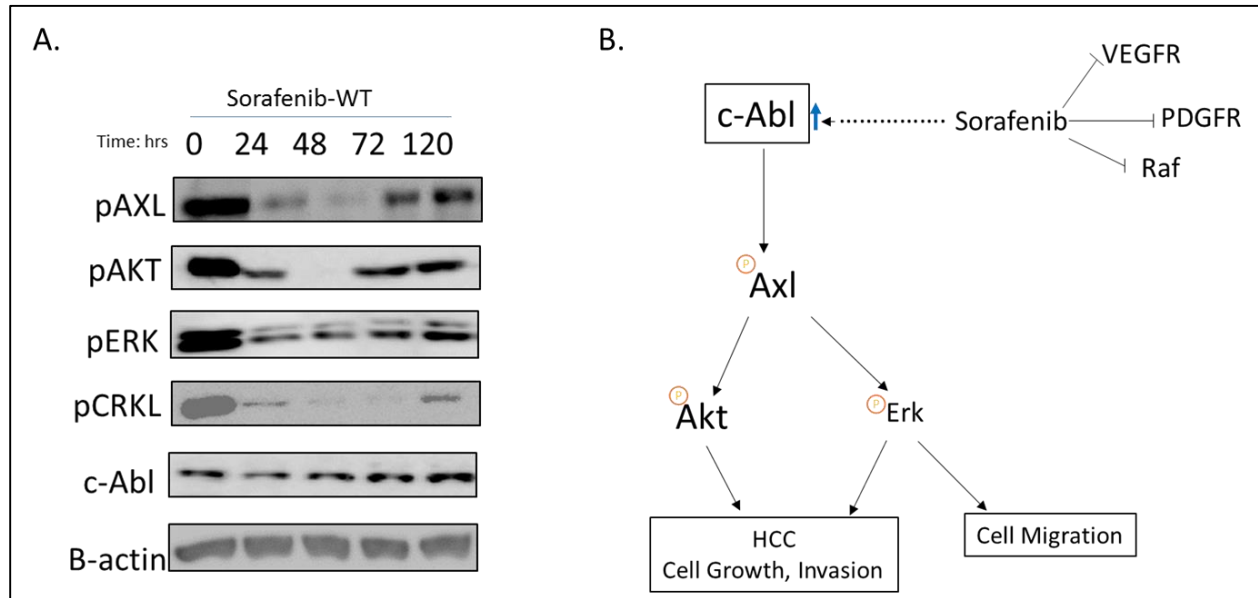 A.
Sorafenib-WT
Time: hrs 0 24 48 72 120
pAXL
pAKT
pERK
pCRKL
c-Abl
B-actin
B.
VEGFR
c-Abl
Sorafenib
PDGFR
Raf
P
Axl
P
Akt
P
Erk
HCC
Cell Growth, Invasion
Cell Migration